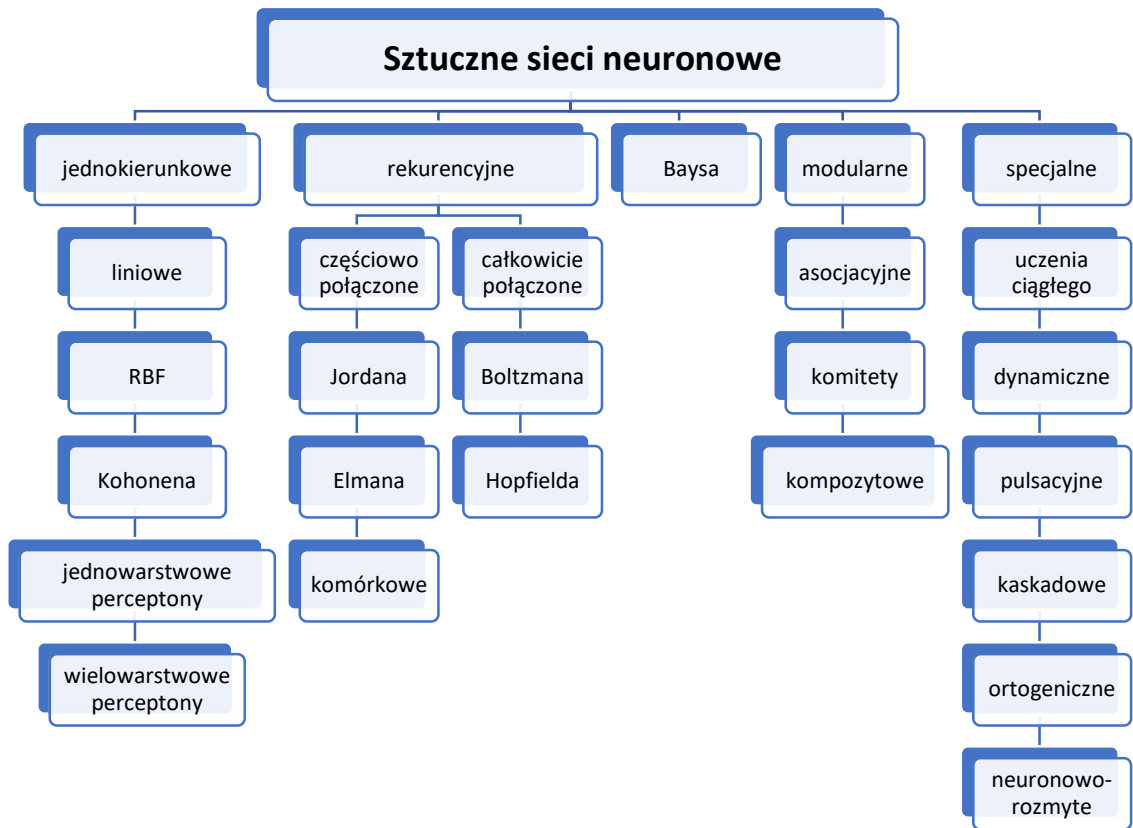 Sztuczne sieci neuronowe
jednokierunkowe
rekurencyjne
Baysa
modularne
specjalne
liniowe
częściowo
połączone
całkowicie
połączone
asocjacyjne
uczenia
ciągłego
RBF
Jordana
Boltzmana
komitety
dynamiczne
Kohonena
Elmana
Hopfielda
kompozytowe
pulsacyjne
jednowarstwowe
perceptony
komórkowe
kaskadowe
wielowarstwowe
perceptony
ortogeniczne
neuronowo-
rozmyte